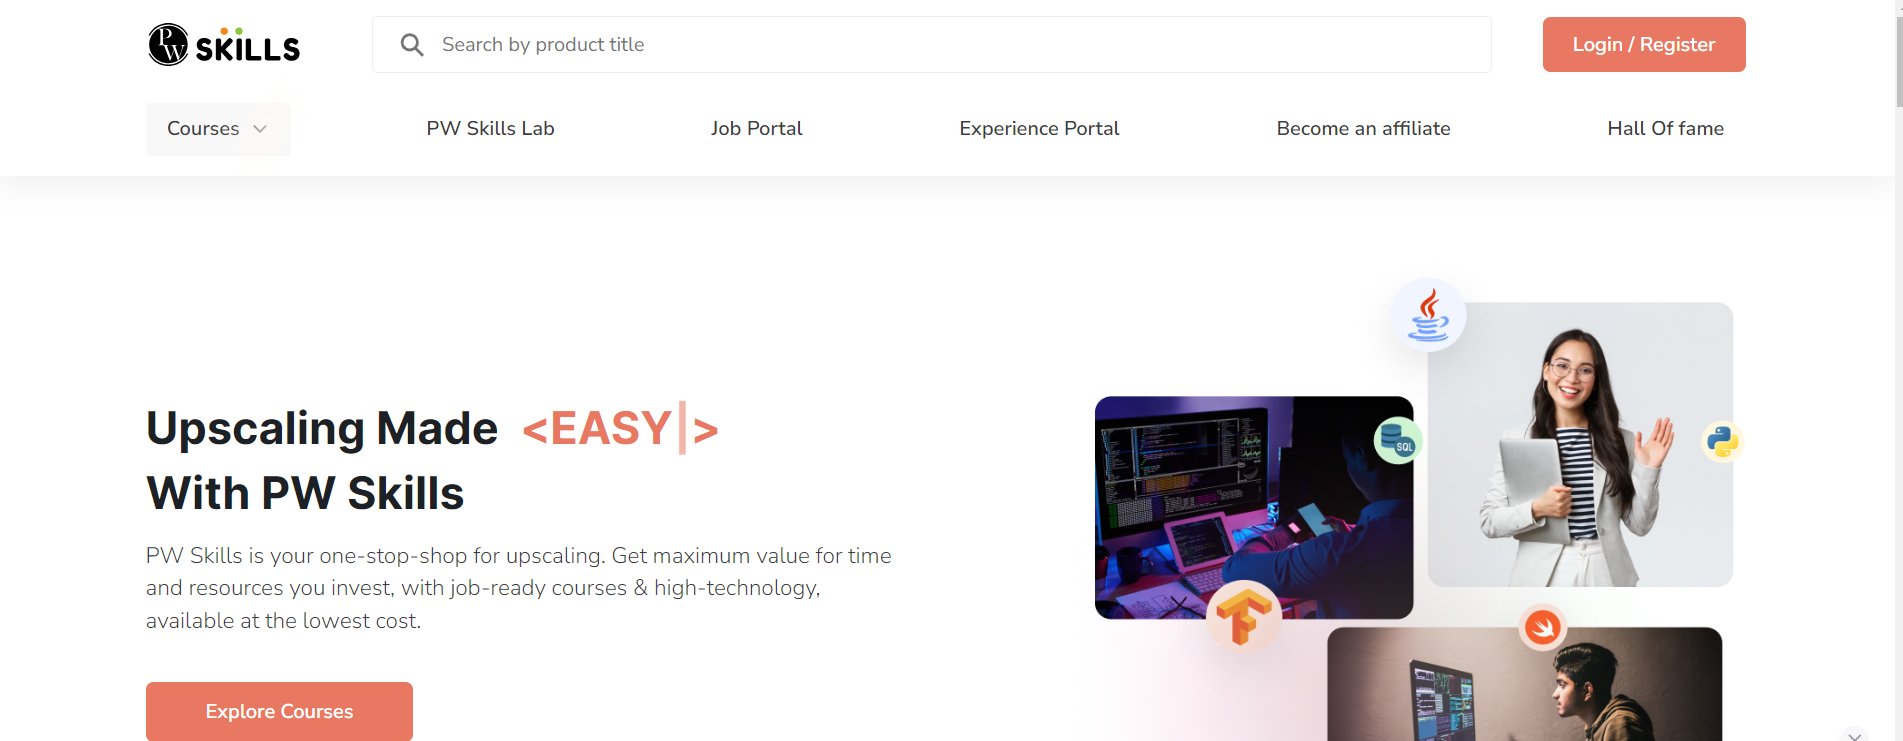 PW SKILLS
Search by product title
Login / Register
Courses
PW Skills Lab
Job Portal
Experience Portal
Become an affiliate
Hall Of fame
Upscaling Made <EASY|>
With PW Skills
PW Skills is your one-stop-shop for upscaling. Get maximum value for time
and resources you invest, with job-ready courses & high-technology,
available at the lowest cost.
Explore Courses
SQL